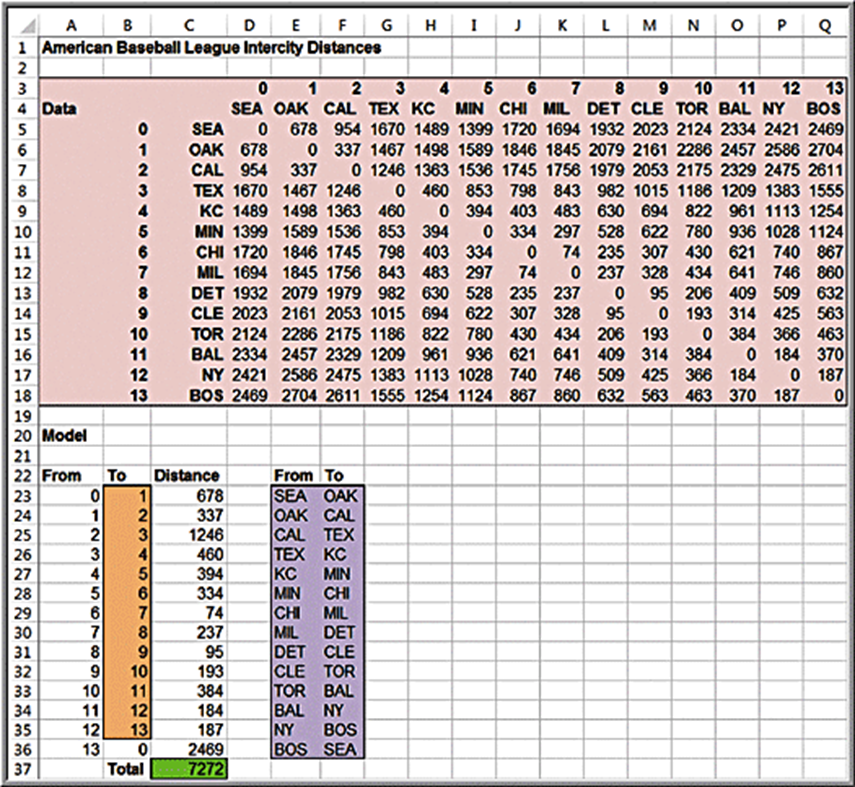 A B C D E F G H I J K L M N O P Q
1 American Baseball League Intercity Distances
2
3 0 1 2 3 4 5 6 7 8 9 10 11 12 13
4 Data SEA OAK CAL TEX KC MIN CHI MIL DET CLE TOR BAL NY BOS
5 0 SEA 0 678 954 1670 1489 1399 1720 1694 1932 2023 2124 2334 2421 2469
6 1 OAK 678 0 337 1467 1498 1589 1846 1845 2079 2161 2286 2457 2586 2704
7 2 CAL 954 337 0 1246 1363 1536 1745 1756 1979 2053 2175 2329 2475 2611
8 3 TEX 1670 1467 1246 0 460 853 798 843 982 1015 1186 1209 1383 1555
9 4 KC 1489 1498 1363 460 0 394 403 483 630 694 822 961 1113 1254
10 5 MIN 1399 1589 1536 853 394 0 334 297 528 622 780 936 1028 1124
11 6 CHI 1720 1846 1745 798 403 334 0 74 235 307 430 621 740 867
12 7 MIL 1694 1845 1756 843 483 297 74 0 237 328 434 641 746 860
13 8 DET 1932 2079 1979 982 630 528 235 237 0 95 206 409 509 632
14 9 CLE 2023 2161 2053 1015 694 622 307 328 95 0 193 314 425 563
15 10 TOR 2124 2286 2175 1186 822 780 430 434 206 193 0 384 366 463
16 11 BAL 2334 2457 2329 1209 961 936 621 641 409 314 384 0 184 370
17 12 NY 2421 2586 2475 1383 1113 1028 740 746 509 425 366 184 0 187
18 13 BOS 2469 2704 2611 1555 1254 1124 867 860 632 563 463 370 187 0
19
20 Model
21
22 From To Distance From To
23 0 1 678 SEA OAK
24 1 2 337 OAK CAL
25 2 3 1246 CAL TEX
26 3 4 460 TEX KC
27 4 5 394 KC MIN
28 5 6 334 MIN CHI
29 6 7 74 CHI MIL
30 7 8 237 MIL DET
31 8 9 95 DET CLE
32 9 10 193 CLE TOR
33 10 11 384 TOR BAL
34 11 12 184 BAL NY
35 12 13 187 NY BOS
36 13 0 2469 BOS SEA
37 Total 7272